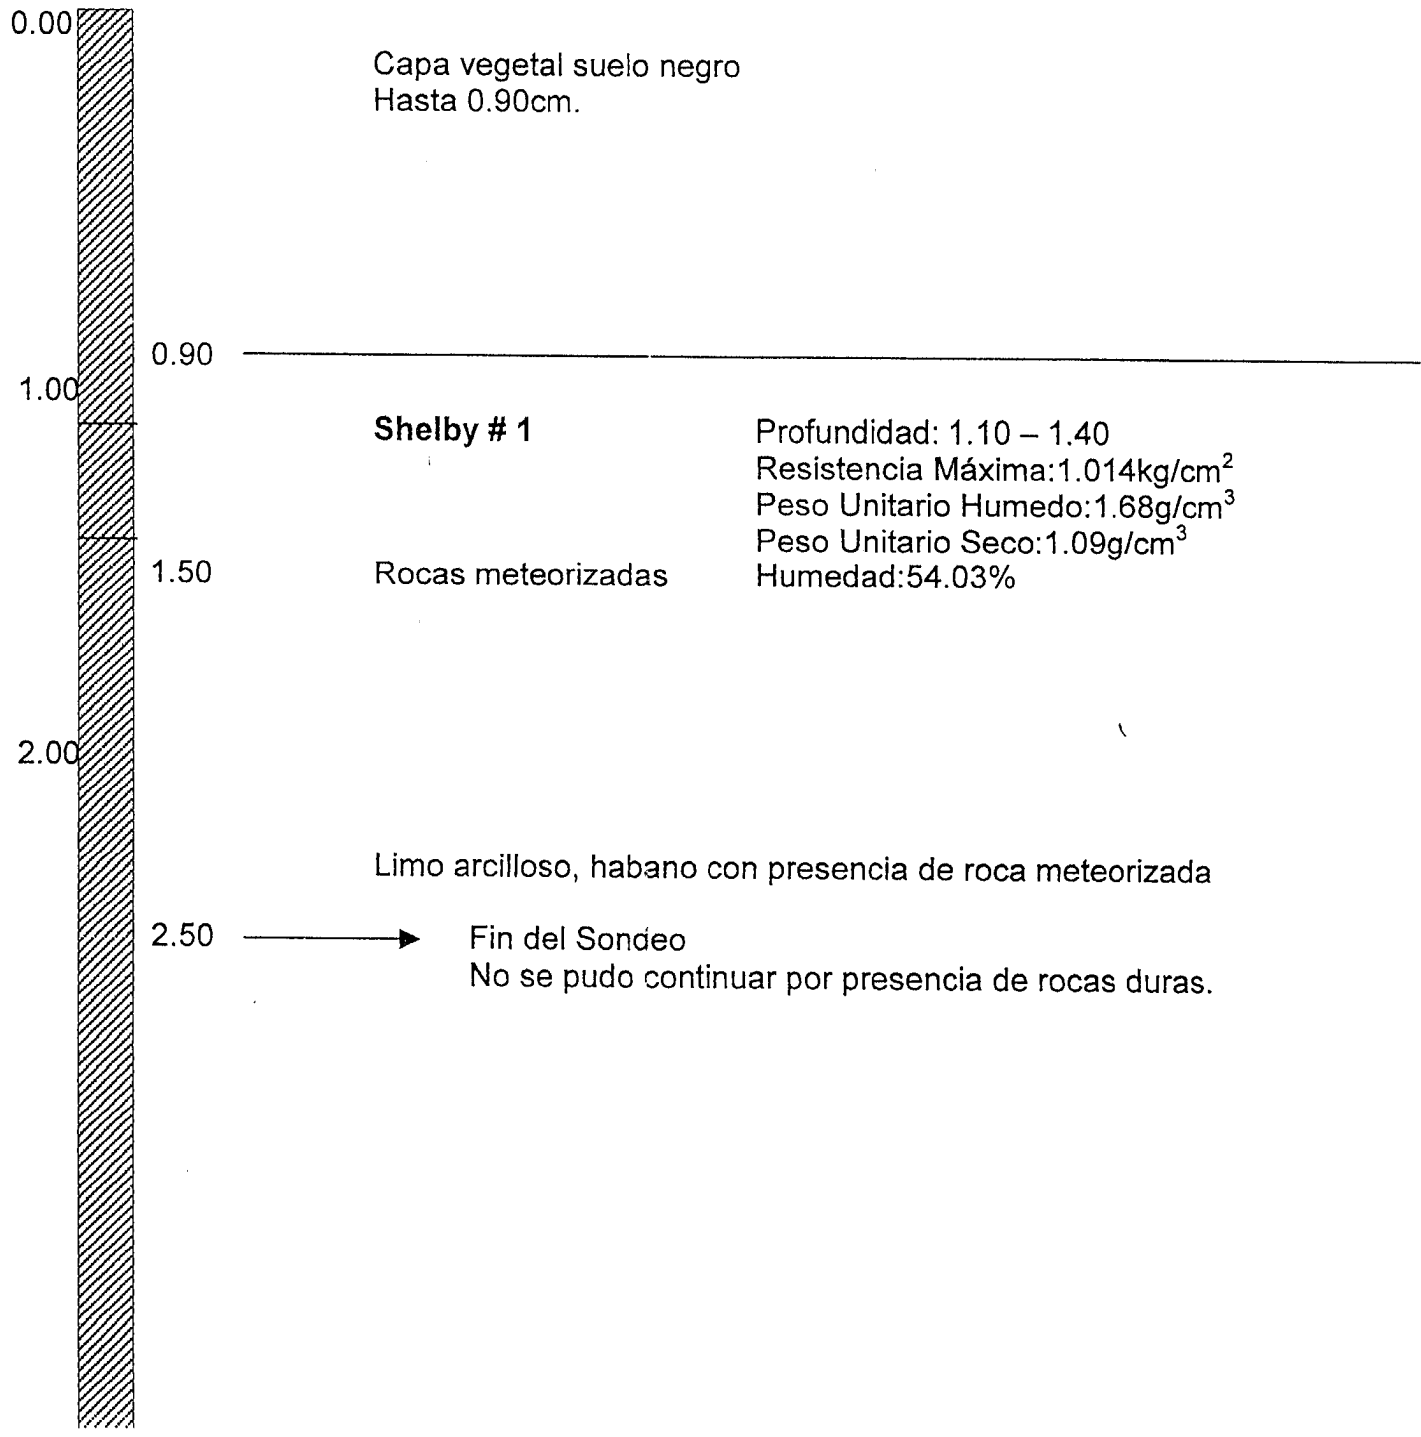 0.00
Capa vegetal suelo negro
Hasta 0.90cm.
0.90
1.00
Shelby # 1
Profundidad: 1.10 – 1.40
Resistencia Máxima:1.014kg/cm²
Peso Unitario Humedo:1.68g/cm³
Peso Unitario Seco:1.09g/cm³
1.50
Rocas meteorizadas
Humedad:54.03%
2.00
Limo arcilloso, habano con presencia de roca meteorizada
2.50
Fin del Sondeo
No se pudo continuar por presencia de rocas duras.